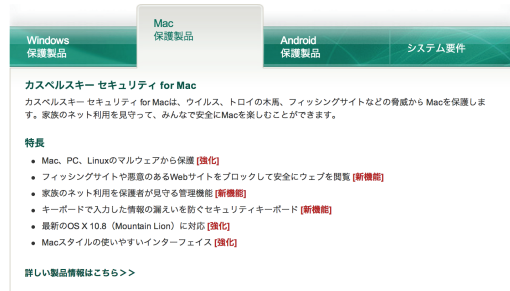 Windows
保護製品
Mac
保護製品
Android
保護製品
システム要件
カスペルスキー セキュリティ for Mac
カスペルスキー セキュリティ for Macは、ウイルス、トロイの木馬、フィッシングサイトなどの脅威から Macを保護しま
す。家族のネット利用を見守って、みんなで安全にMacを楽しむことができます。
特長
• Mac、PC、Linuxのマルウェアから保護 [強化]
• フィッシングサイトや悪意のあるWebサイトをブロックして安全にウェブを閲覧 [新機能]
• 家族のネット利用を保護者が見守る管理機能 [新機能]
• キーボードで入力した情報の漏えいを防ぐセキュリティキーボード [新機能]
• 最新のOS X 10.8（Mountain Lion）に対応 [強化]
• Macスタイルの使いやすいインターフェイス [強化]
詳しい製品情報はこちら＞＞